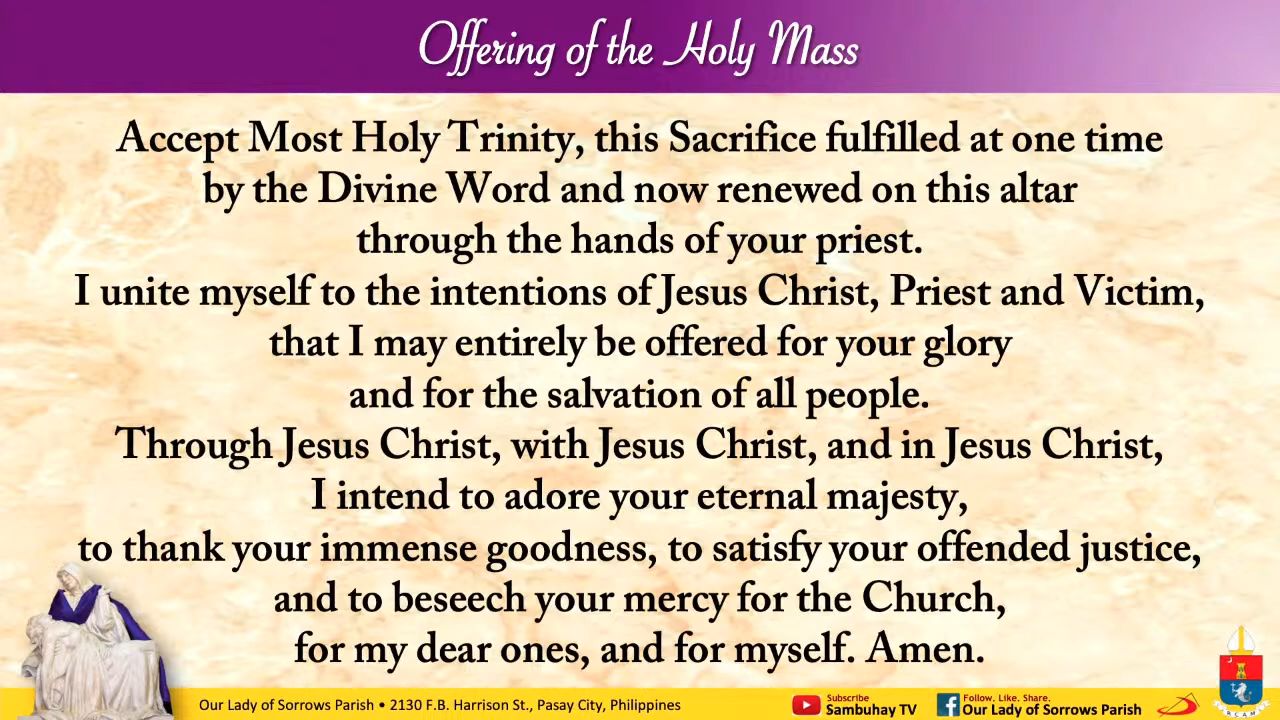 Offering of the Holy Mass
Accept Most Holy Trinity, this Sacrifice fulfilled at one time
by the Divine Word and now renewed on this altar
through the hands of your priest.
I unite myself to the intentions of Jesus Christ, Priest and Victim,
that I may entirely be offered for your glory
and for the salvation of all people.
Through Jesus Christ, with Jesus Christ, and in Jesus Christ,
I intend to adore your eternal majesty,
to thank your immense goodness, to satisfy your offended justice,
and to beseech your mercy for the Church,
for my dear ones, and for myself. Amen.
Our Lady of Sorrows Parish • 2130 F.B. Harrison St., Pasay City, Philippines
Subscribe
Sambuhay TV
Follow. Like. Share.
Our Lady of Sorrows Parish